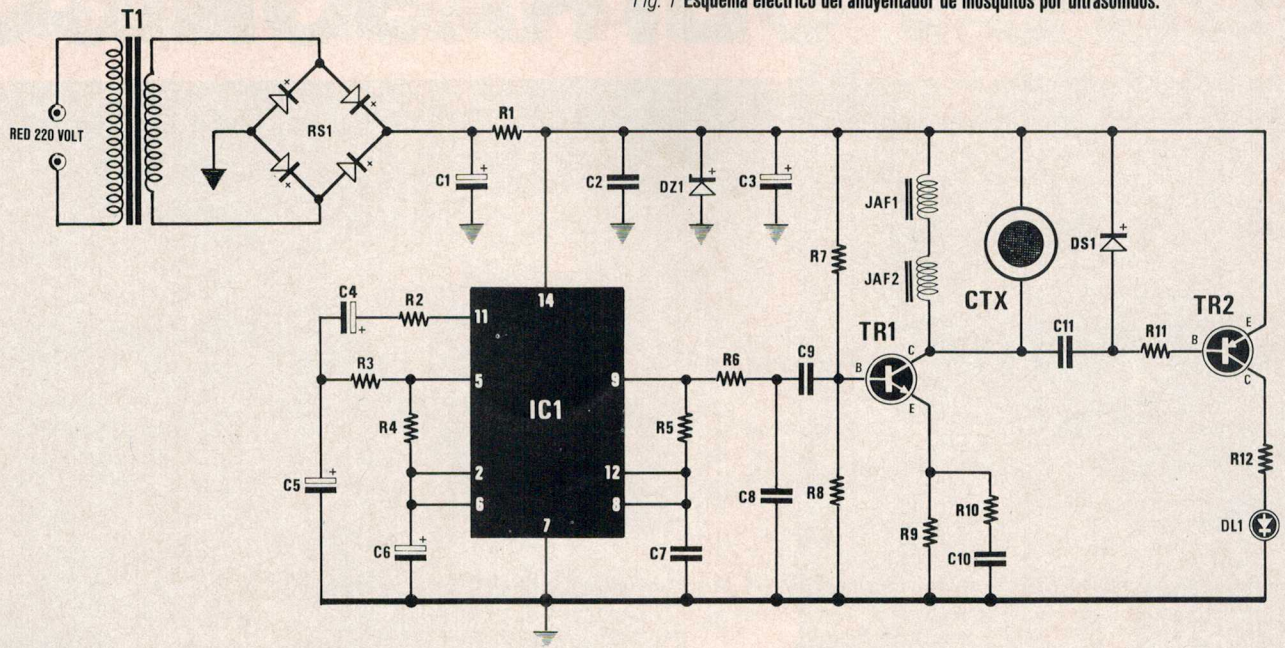 Fig. 1 Esquema eléctrico del ahuyentador de mosquitos por ultrasonidos.
T1
RED 220 VOLT
RS1
R1
C1
+
C2
DZ1
C3
+
R7
JAF1
JAF2
CTX
DS1
+
C4
+
R2
11
14
R3
5
IC1
9
R6
C9
TR1
B
C
E
C11
R11
TR2
B
E
C
R4
R5
2
12
6
8
7
C5
+
C6
+
C7
C8
R8
R9
R10
C10
R12
DL1